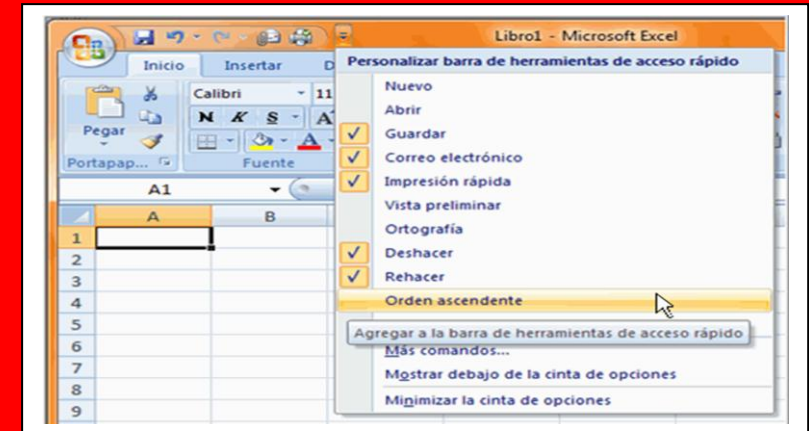 Libro1 - Microsoft Excel
Inicio Insertar D
Personalizar barra de herramientas de acceso rápido
Nuevo
Abrir
Guardar
Correo electrónico
Impresión rápida
Vista preliminar
Ortografía
Deshacer
Rehacer
Orden ascendente
Agregar a la barra de herramientas de acceso rápido
Más comandos...
Mostrar debajo de la cinta de opciones
Minimizar la cinta de opciones
Calibri 11
N K S A
Pegar A
Portapap... Fuente
A1
A B
1
2
3
4
5
6
7
8
9